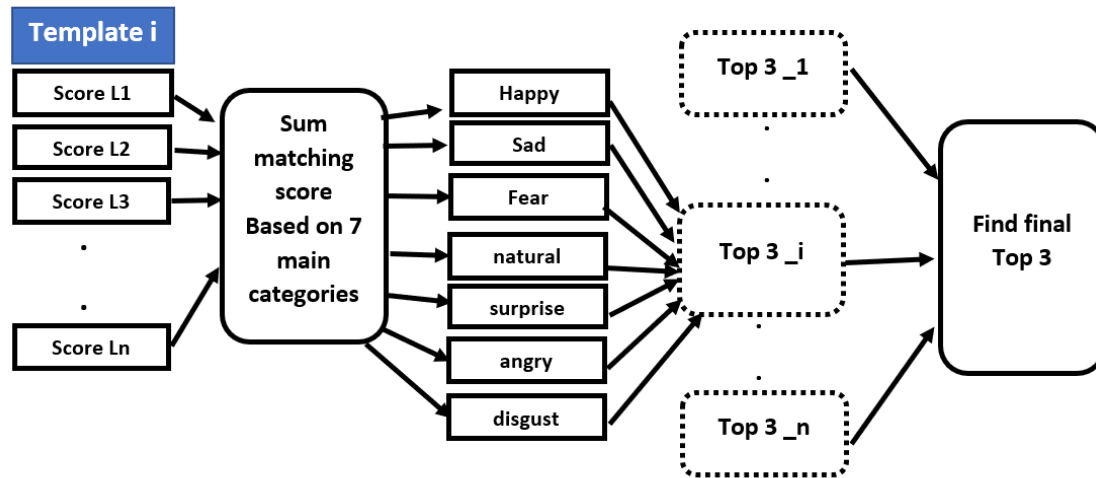 Template i
Score L1
Score L2
Score L3
.
.
Score Ln
Sum
matching
score
Based on 7
main
categories
Happy
Sad
Fear
natural
surprise
angry
disgust
Top 3 _1
.
.
Top 3 _i
.
.
Top 3 _n
Find final
Top 3